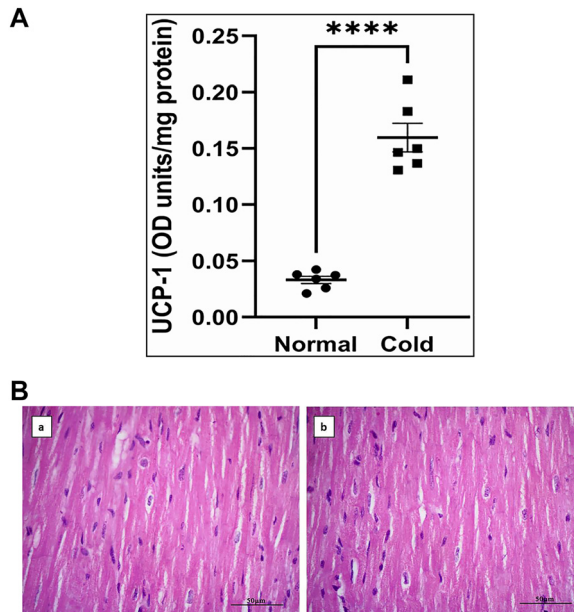 A
UCP-1 (OD units/mg protein)
****
0.25
0.20
0.15
0.10
0.05
0.00
Normal Cold
B
a b
50μm 50μm